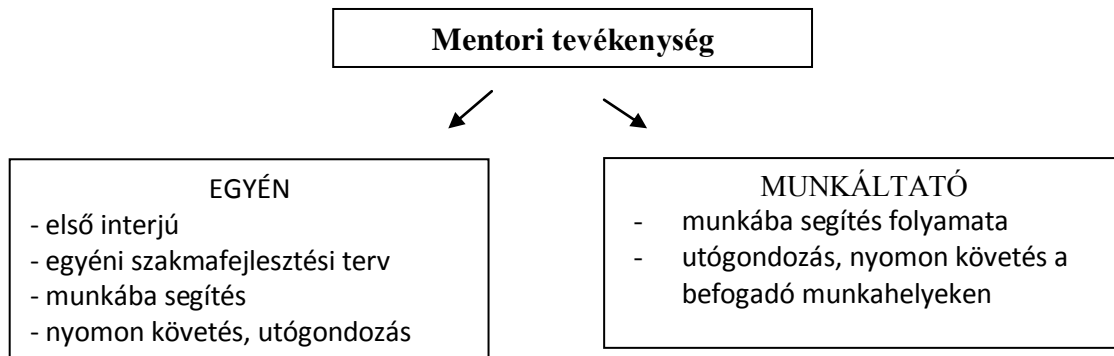 Mentori tevékenység
EGYÉN
- első interjú
- egyéni szakmafejlesztési terv
- munkába segítés
- nyomon követés, utógondozás
MUNKÁLTATÓ
- munkába segítés folyamata
- utógondozás, nyomon követés a
befogadó munkahelyeken